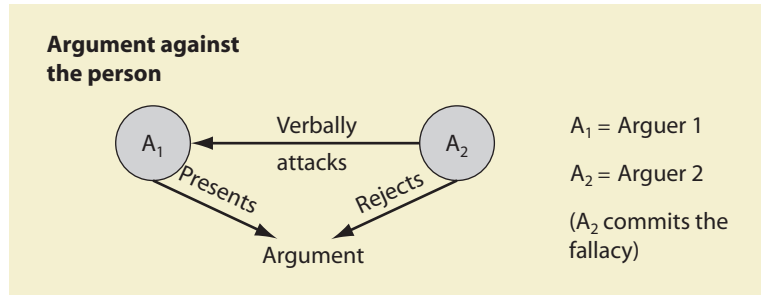 Argument against
the person
Verbally
attacks
A₁
A₂
Presents
Rejects
Argument
A₁ = Arguer 1
A₂ = Arguer 2
(A₂ commits the
fallacy)